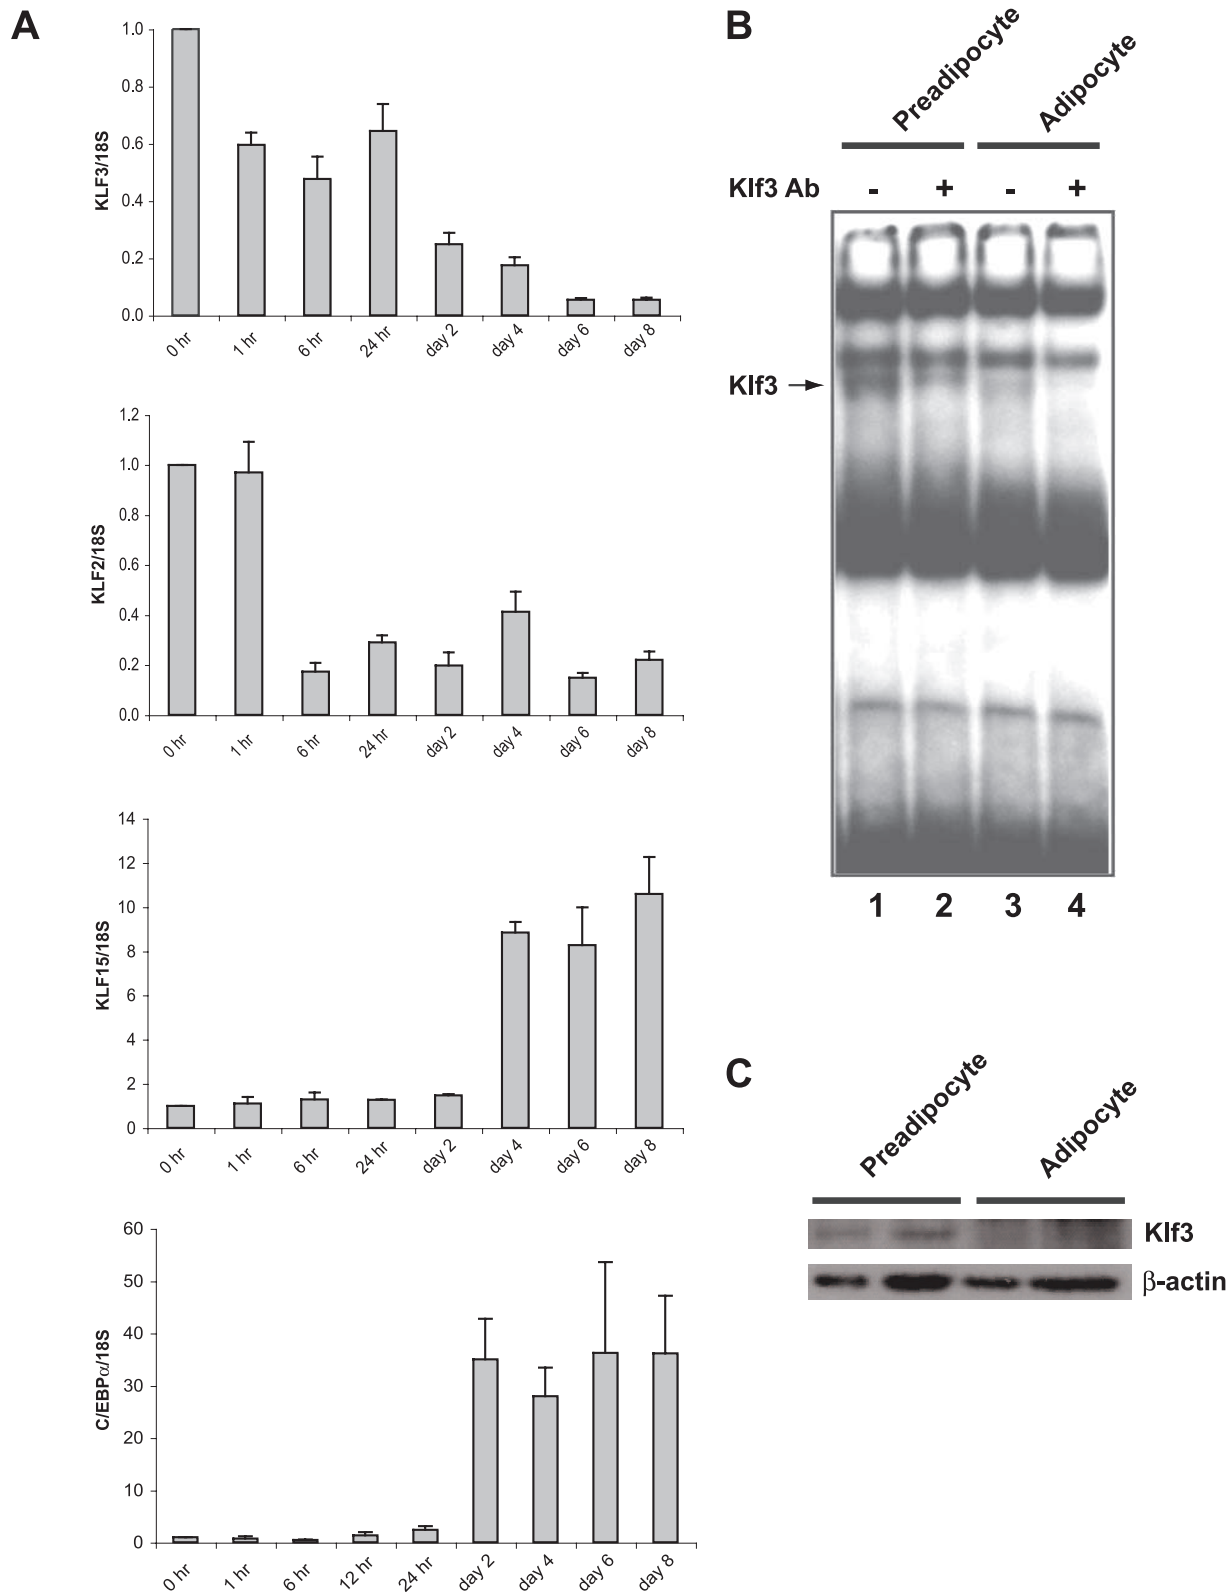 A
KLF3/18S
1.0
0.8
0.6
0.4
0.2
0.0
0 hr
1 hr
6 hr
24 hr
day 2
day 4
day 6
day 8
KLF2/18S
1.2
1.0
0.8
0.6
0.4
0.2
0.0
0 hr
1 hr
6 hr
24 hr
day 2
day 4
day 6
day 8
KLF15/18S
14
12
10
8
6
4
2
0
0 hr
1 hr
6 hr
24 hr
day 2
day 4
day 6
day 8
C/EBPα/18S
60
50
40
30
20
10
0
0 hr
1 hr
6 hr
12 hr
24 hr
day 2
day 4
day 6
day 8
B
Preadipocyte
Adipocyte
Klf3 Ab - + - +
Klf3
1 2 3 4
C
Preadipocyte
Adipocyte
Klf3
β-actin